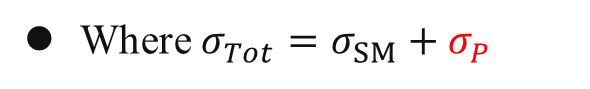 ● Where σ_Tot = σ_SM + σ_P